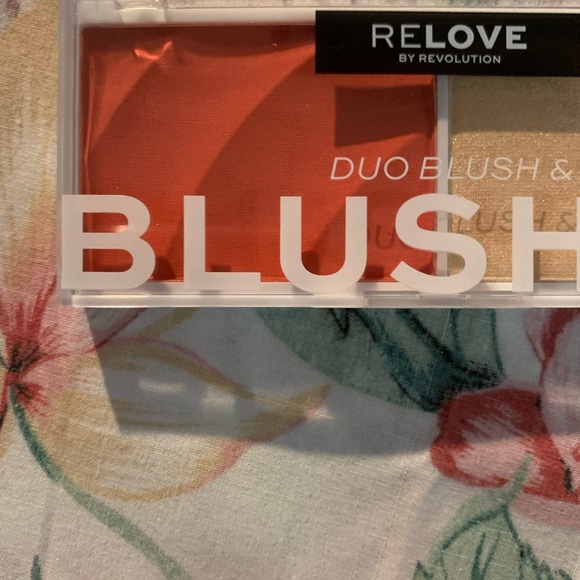 RELOVE
BY REVOLUTION
DUO BLUSH &
BLUSH